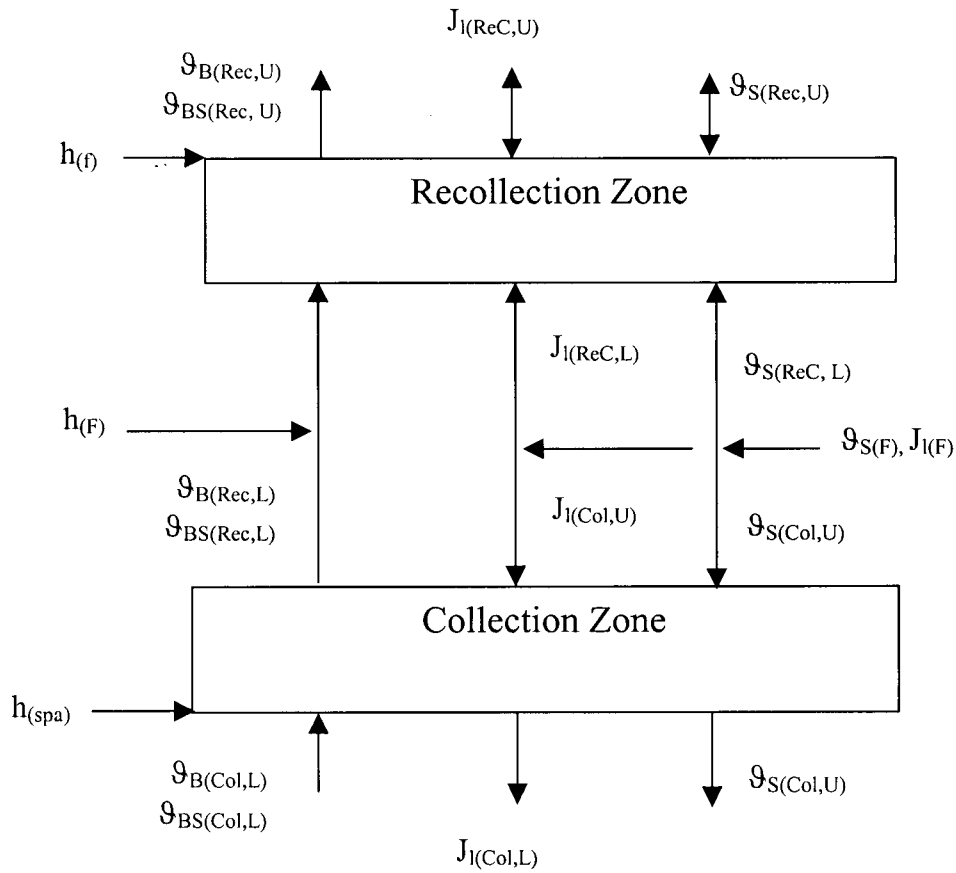 J_l(ReC,U)
ϑ_B(Rec,U)
ϑ_BS(Rec, U)
ϑ_S(Rec,U)
h_(f)
Recollection Zone
J_l(ReC,L)
ϑ_S(ReC, L)
h_(F)
ϑ_S(F), J_l(F)
ϑ_B(Rec,L)
ϑ_BS(Rec,L)
J_l(Col,U)
ϑ_S(Col,U)
Collection Zone
h_(spa)
ϑ_B(Col,L)
ϑ_BS(Col,L)
ϑ_S(Col,U)
J_l(Col,L)